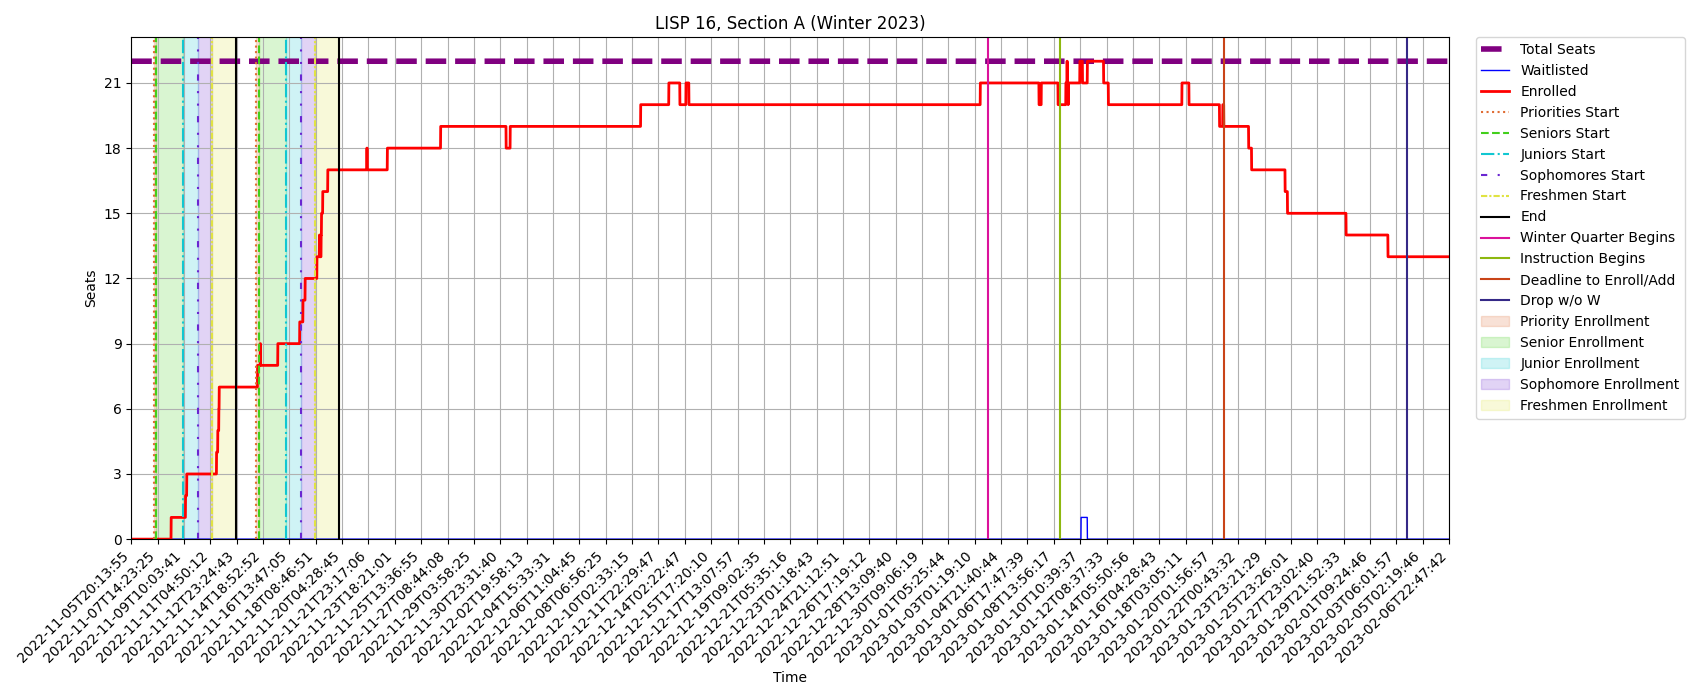 LISP 16, Section A (Winter 2023)
Seats
21
18
15
12
9
6
3
0
2022-11-05T20:13:55
2022-11-07T14:23:25
2022-11-09T10:03:41
2022-11-11T04:50:12
2022-11-12T23:24:43
2022-11-14T18:52:52
2022-11-16T13:47:05
2022-11-18T08:46:51
2022-11-20T04:28:45
2022-11-21T23:17:06
2022-11-23T18:21:01
2022-11-25T13:36:55
2022-11-27T08:44:08
2022-11-29T03:58:25
2022-11-30T23:31:40
2022-12-02T19:58:13
2022-12-04T15:33:31
2022-12-06T11:04:45
2022-12-08T06:56:25
2022-12-10T02:33:15
2022-12-11T22:29:47
2022-12-14T02:22:47
2022-12-15T17:20:10
2022-12-17T13:07:57
2022-12-19T09:02:35
2022-12-21T05:35:16
2022-12-23T01:18:43
2022-12-24T21:12:51
2022-12-26T17:19:12
2022-12-28T13:09:40
2022-12-30T09:06:19
2023-01-01T05:25:44
2023-01-03T01:19:10
2023-01-04T21:40:44
2023-01-06T17:47:39
2023-01-08T13:56:17
2023-01-10T10:39:37
2023-01-12T08:37:33
2023-01-14T05:50:56
2023-01-16T04:28:43
2023-01-18T03:05:11
2023-01-20T01:56:57
2023-01-22T00:43:32
2023-01-23T23:21:29
2023-01-25T23:26:01
2023-01-27T23:02:40
2023-01-29T21:52:33
2023-02-01T09:24:46
2023-02-03T06:01:57
2023-02-05T02:19:46
2023-02-06T22:47:42
Time
Total Seats
Waitlisted
Enrolled
Priorities Start
Seniors Start
Juniors Start
Sophomores Start
Freshmen Start
End
Winter Quarter Begins
Instruction Begins
Deadline to Enroll/Add
Drop w/o W
Priority Enrollment
Senior Enrollment
Junior Enrollment
Sophomore Enrollment
Freshmen Enrollment